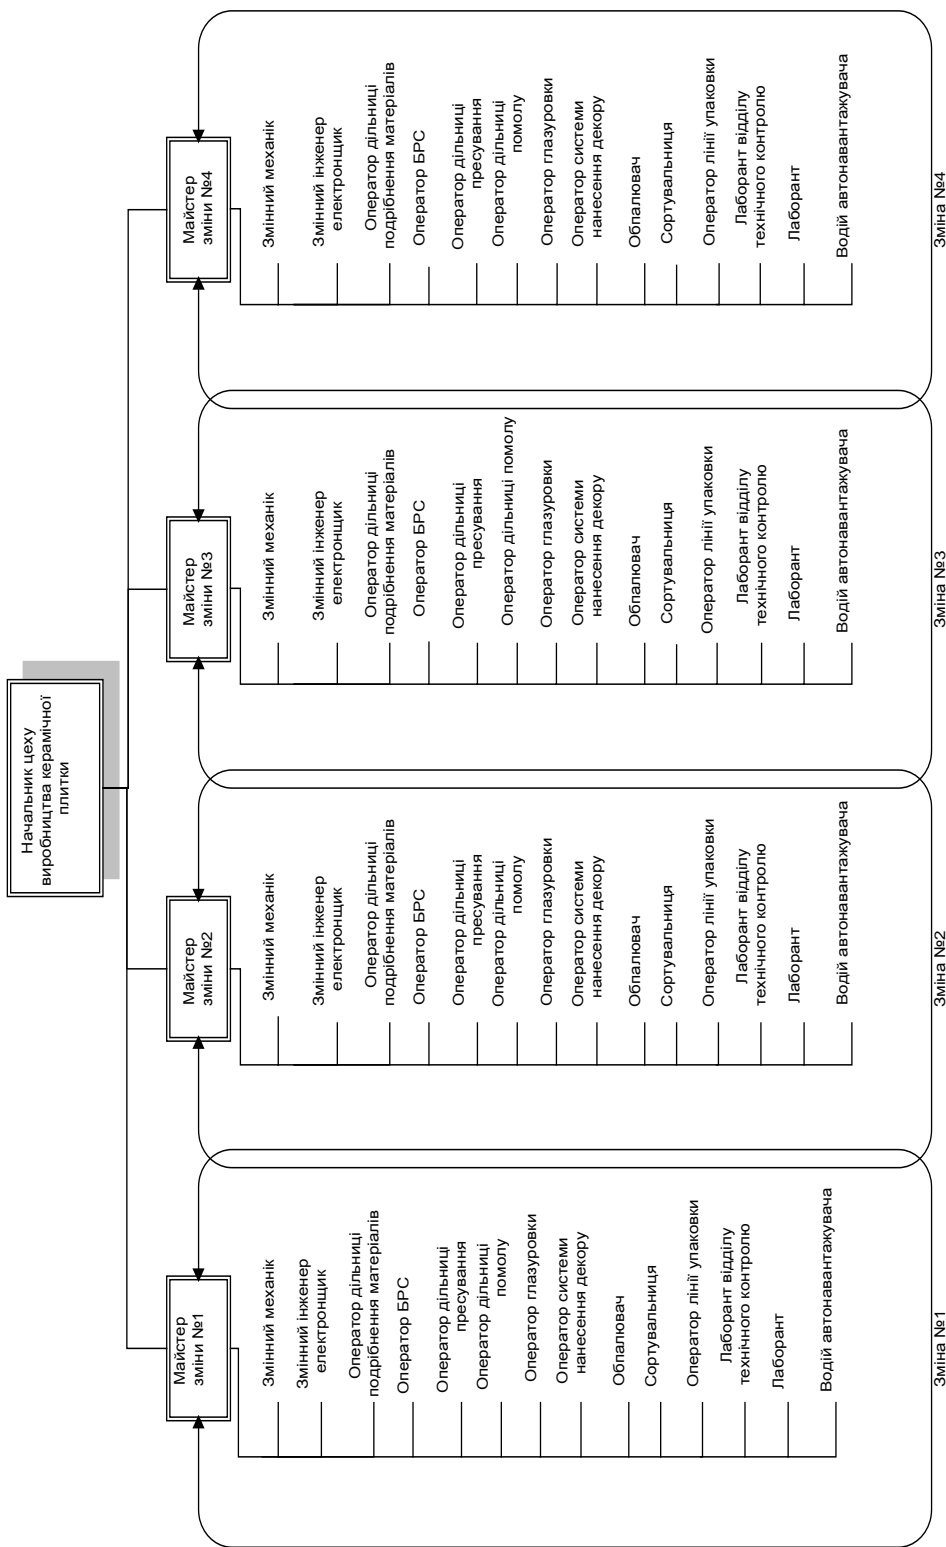 Начальник цеху
виробництва керамічної
плитки
Майстер
зміни №1
Змінний механік
Змінний інженер
електронщик
Оператор дільниці
подрібнення матеріалів
Оператор БРС
Оператор дільниці
пресування
Оператор дільниці
помолу
Оператор глазуровки
Оператор системи
нанесення декору
Обпалювач
Сортувальниця
Оператор лінії упаковки
Лаборант відділу
технічного контролю
Лаборант
Водій автонавантажувача
Зміна №1
Майстер
зміни №2
Змінний механік
Змінний інженер
електронщик
Оператор дільниці
подрібнення матеріалів
Оператор БРС
Оператор дільниці
пресування
Оператор дільниці
помолу
Оператор глазуровки
Оператор системи
нанесення декору
Обпалювач
Сортувальниця
Оператор лінії упаковки
Лаборант відділу
технічного контролю
Лаборант
Водій автонавантажувача
Зміна №2
Майстер
зміни №3
Змінний механік
Змінний інженер
електронщик
Оператор дільниці
подрібнення матеріалів
Оператор БРС
Оператор дільниці
пресування
Оператор дільниці помолу
Оператор глазуровки
Оператор системи
нанесення декору
Обпалювач
Сортувальниця
Оператор лінії упаковки
Лаборант відділу
технічного контролю
Лаборант
Водій автонавантажувача
Зміна №3
Майстер
зміни №4
Змінний механік
Змінний інженер
електронщик
Оператор дільниці
подрібнення матеріалів
Оператор БРС
Оператор дільниці
пресування
Оператор дільниці
помолу
Оператор глазуровки
Оператор системи
нанесення декору
Обпалювач
Сортувальниця
Оператор лінії упаковки
Лаборант відділу
технічного контролю
Лаборант
Водій автонавантажувача
Зміна №4